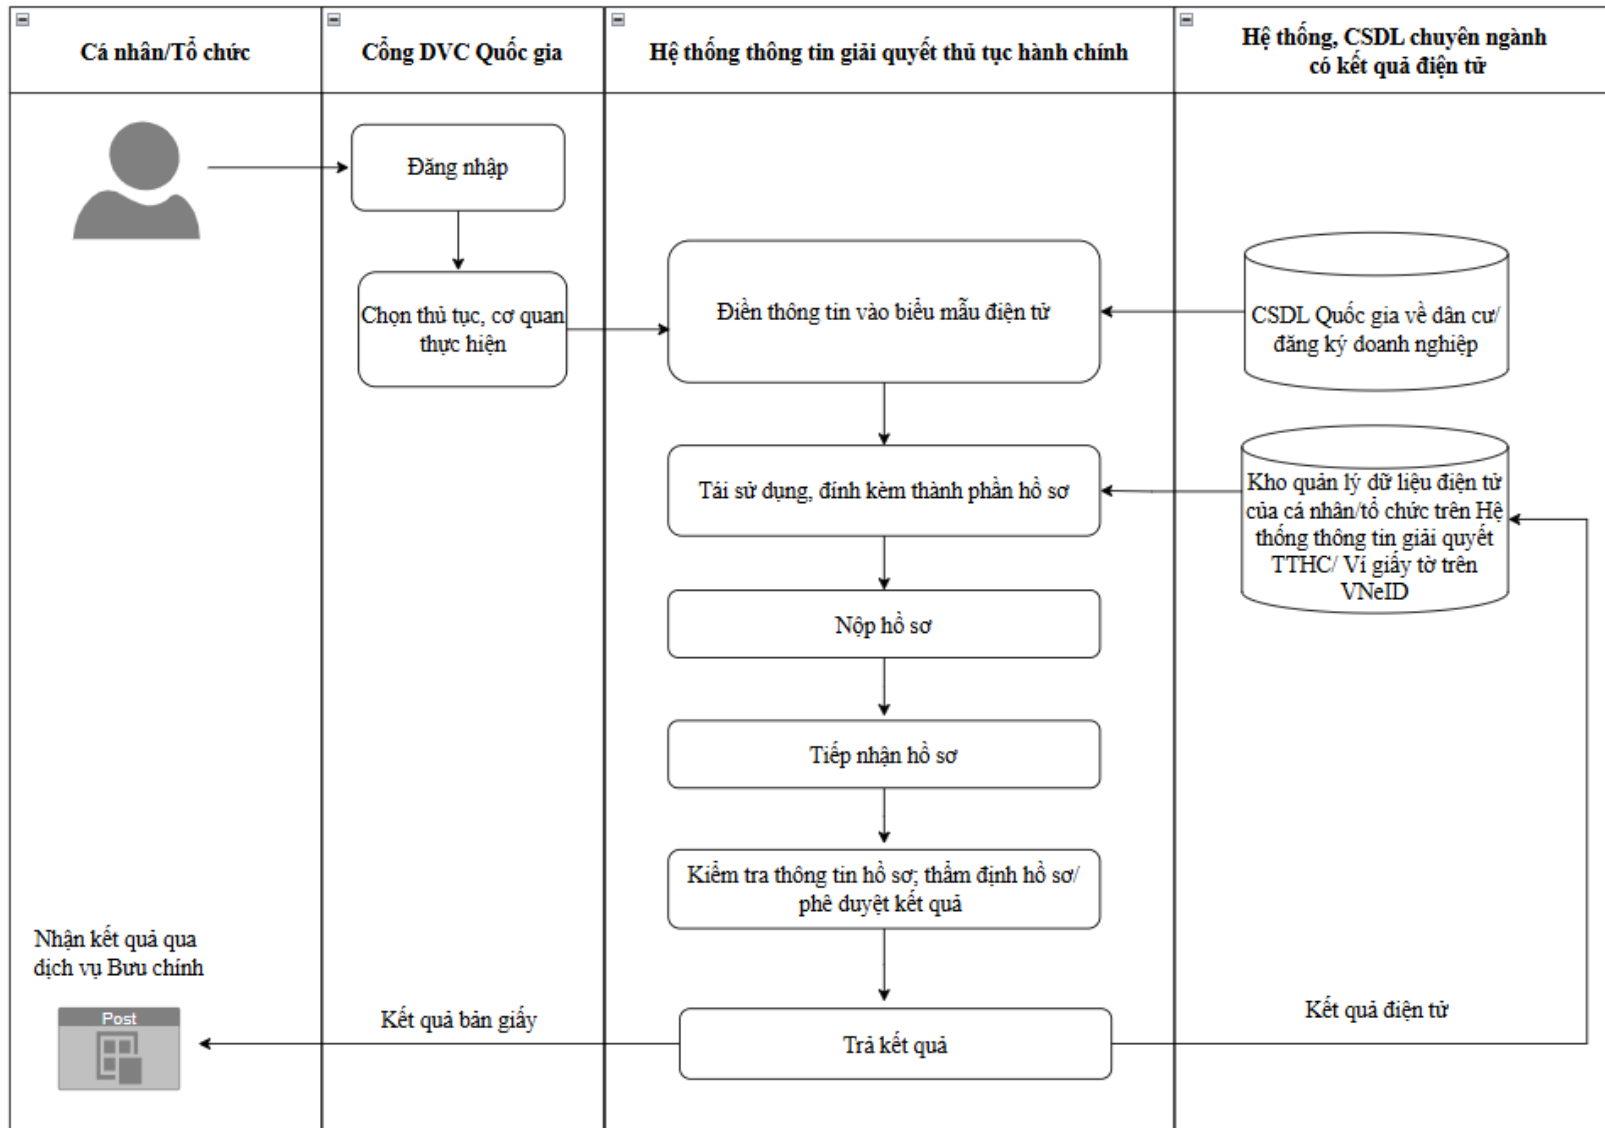 Cá nhân/Tổ chức
Cổng DVC Quốc gia
Hệ thống thông tin giải quyết thủ tục hành chính
Hệ thống, CSDL chuyên ngành
có kết quả điện tử
Đăng nhập
Chọn thủ tục, cơ quan
thực hiện
Điền thông tin vào biểu mẫu điện tử
CSDL Quốc gia về dân cư/
đăng ký doanh nghiệp
Tái sử dụng, đính kèm thành phần hồ sơ
Kho quản lý dữ liệu điện tử
của cá nhân/tổ chức trên Hệ
thống thông tin giải quyết
TTHC/ Ví giấy tờ trên
VNeID
Nộp hồ sơ
Tiếp nhận hồ sơ
Kiểm tra thông tin hồ sơ; thẩm định hồ sơ/
phê duyệt kết quả
Nhận kết quả qua
dịch vụ Bưu chính
Post
Kết quả bản giấy
Trả kết quả
Kết quả điện tử